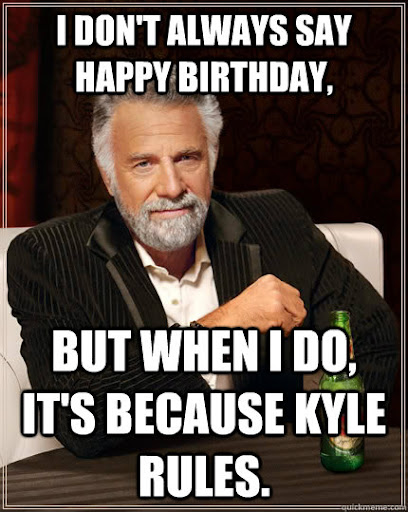 I DON'T ALWAYS SAY
HAPPY BIRTHDAY,
BUT WHEN I DO,
IT'S BECAUSE KYLE
RULES.
quickmeme.com